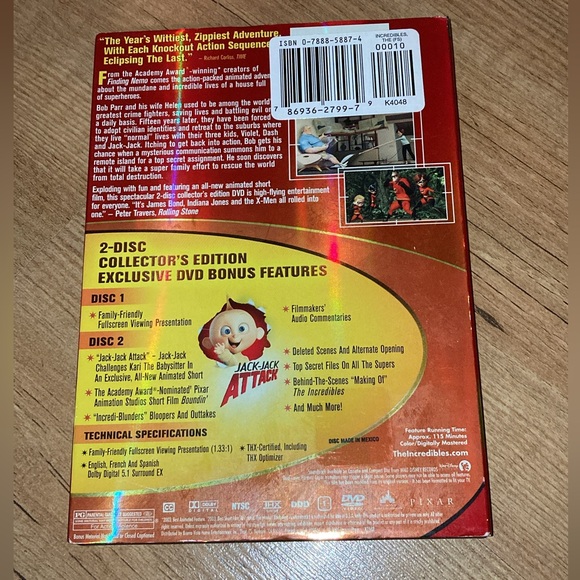 "The Year's Wittiest, Zippiest Adventure,
With Each Knockout Action Sequence
Eclipsing The Last."
– Richard Corliss, TIME
From the Academy Award®-winning* creators of
Finding Nemo comes the action-packed animated adven
about the mundane and incredible lives of a house full
of superheroes.
Bob Parr and his wife Helen used to be among the world
greatest crime fighters, saving lives and battling evil on
a daily basis. Fifteen years later, they have been forced
to adopt civilian identities and retreat to the suburbs where
they live "normal" lives with their three kids, Violet, Dash
and Jack-Jack. Itching to get back into action, Bob gets his
chance when a mysterious communication summons him to a
remote island for a top secret assignment. He soon discovers
that it will take a super family effort to rescue the world
from total destruction.
Exploding with fun and featuring an all-new animated short
film, this spectacular 2-disc collector's edition DVD is high-flying entertainment
for everyone. "It's James Bond, Indiana Jones and the X-Men all rolled into
one." – Peter Travers, Rolling Stone
ISBN 0-7888-5887-4
INCREDIBLES,
THE (FS)
00010
7 86936 2799 7 9
K4048
2-DISC
COLLECTOR'S EDITION
EXCLUSIVE DVD BONUS FEATURES
DISC 1
Family-Friendly
Fullscreen Viewing Presentation
Filmmakers'
Audio Commentaries
DISC 2
"Jack-Jack Attack" – Jack-Jack
Challenges Kari The Babysitter In
An Exclusive, All-New Animated Short
The Academy Award®-Nominated† Pixar
Animation Studios Short Film Boundin'
"Incredi-Blunders" Bloopers And Outtakes
JACK-JACK
ATTACK
Deleted Scenes And Alternate Opening
Top Secret Files On All The Supers
Behind-The-Scenes "Making Of"
The Incredibles
And Much More!
TECHNICAL SPECIFICATIONS
Family-Friendly Fullscreen Viewing Presentation (1.33:1)
English, French And Spanish
Dolby Digital 5.1 Surround EX
THX-Certified, Including
THX Optimizer
DISC MADE IN MEXICO
Feature Running Time:
Approx. 115 Minutes
Color/Digitally Mastered
TheIncredibles.com
PG PARENTAL GUIDANCE SUGGESTED
NTSC
THX
DVD
PIXAR